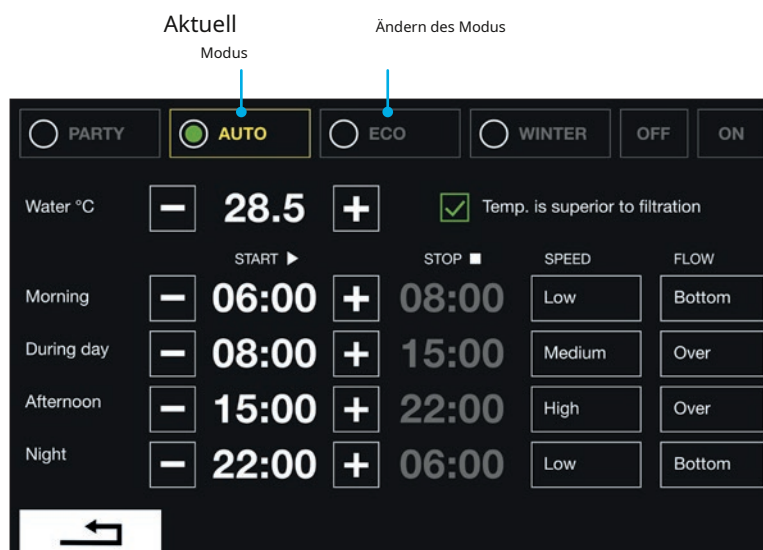 Aktuell
Modus
Ändern des Modus
PARTY AUTO ECO WINTER OFF ON
Water °C − 28.5 + Temp. is superior to filtration
START STOP SPEED FLOW
Morning − 06:00 + 08:00 Low Bottom
During day − 08:00 + 15:00 Medium Over
Afternoon − 15:00 + 22:00 High Over
Night − 22:00 + 06:00 Low Bottom